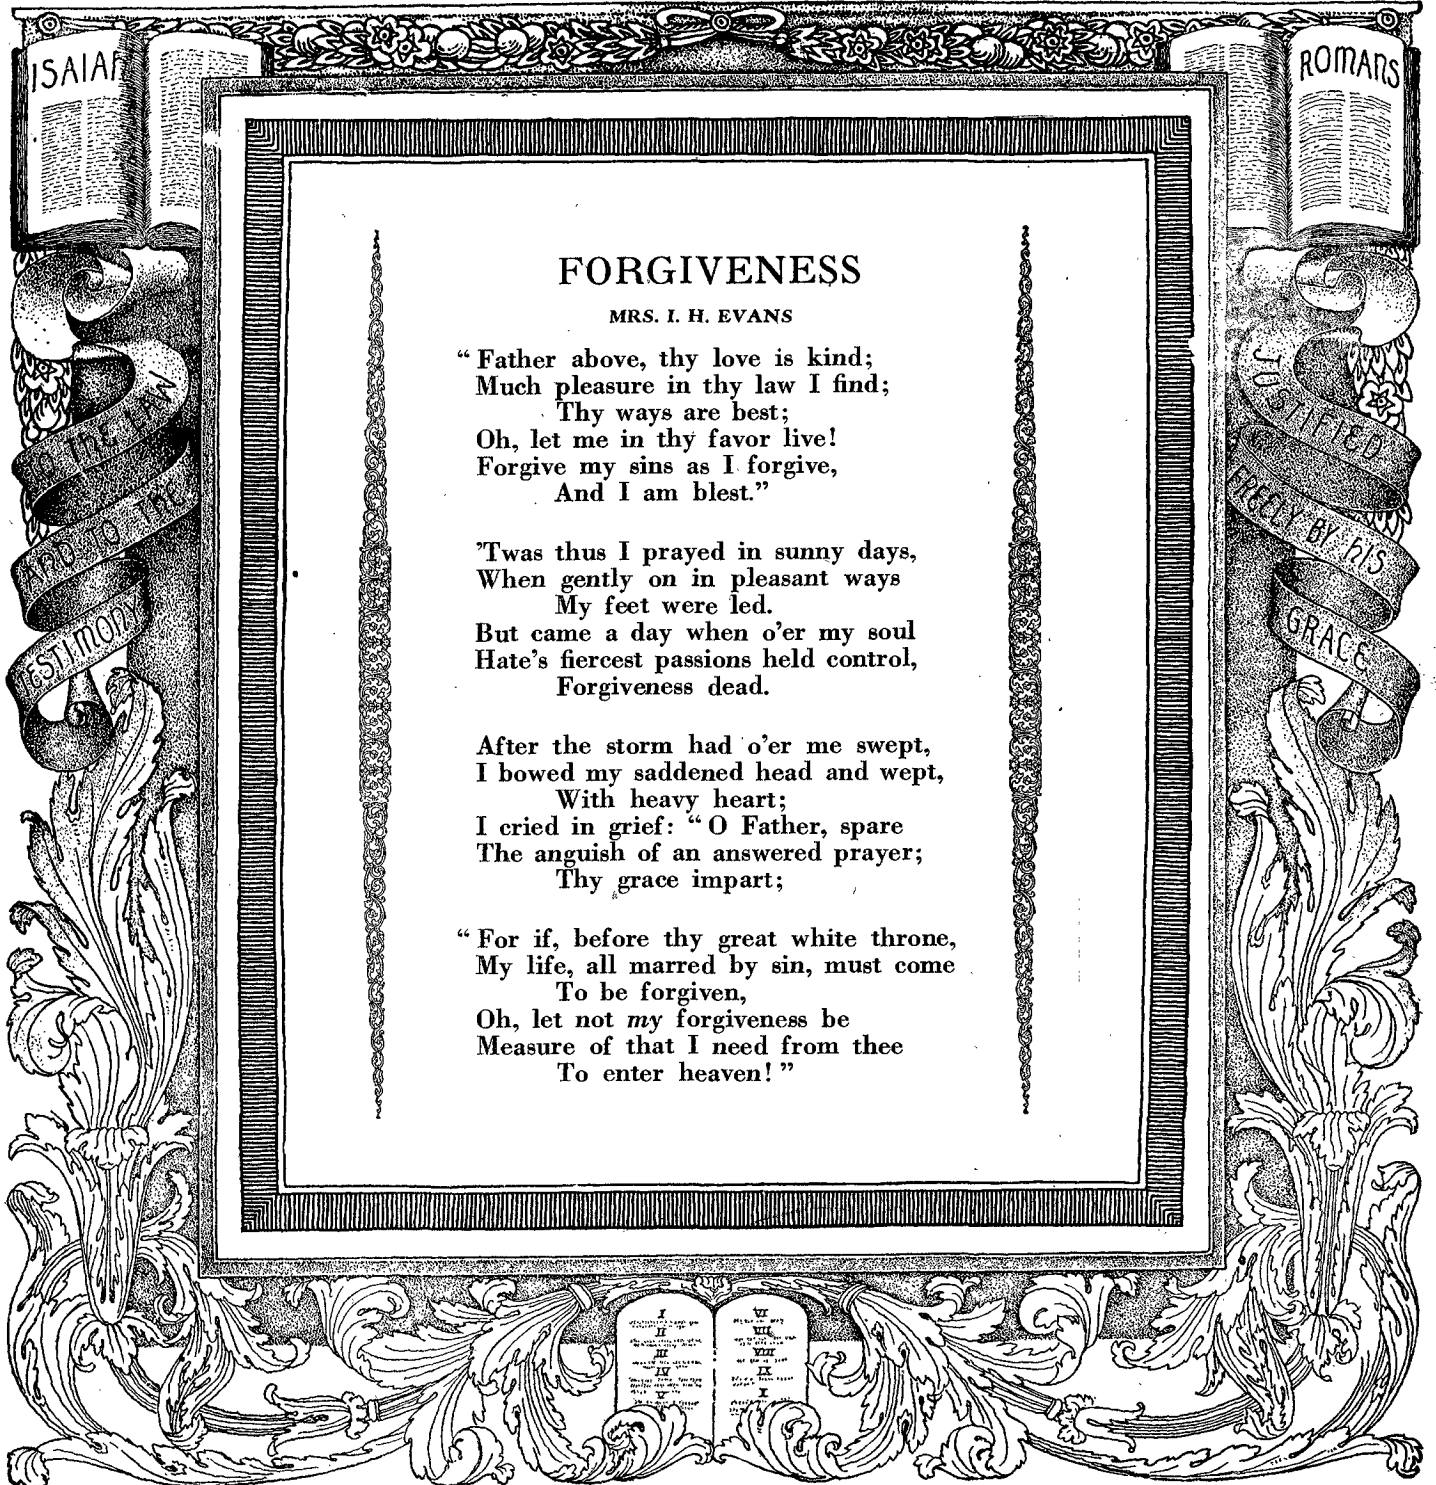 ISAIAH
ROMANS
FORGIVENESS
MRS. I. H. EVANS
“ Father above, thy love is kind;
Much pleasure in thy law I find;
Thy ways are best;
Oh, let me in thy favor live!
Forgive my sins as I forgive,
And I am blest.”
’Twas thus I prayed in sunny days,
When gently on in pleasant ways
My feet were led.
But came a day when o’er my soul
Hate’s fiercest passions held control,
Forgiveness dead.
After the storm had o’er me swept,
I bowed my saddened head and wept,
With heavy heart;
I cried in grief: “ O Father, spare
The anguish of an answered prayer;
Thy grace impart;
“ For if, before thy great white throne,
My life, all marred by sin, must come
To be forgiven,
Oh, let not my forgiveness be
Measure of that I need from thee
To enter heaven! ”
TO THE LAW
AND TO THE
TESTIMONY
JUSTIFIED
FREELY BY HIS
GRACE
I
II
III
IV
V
VI
VII
VIII
IX
X